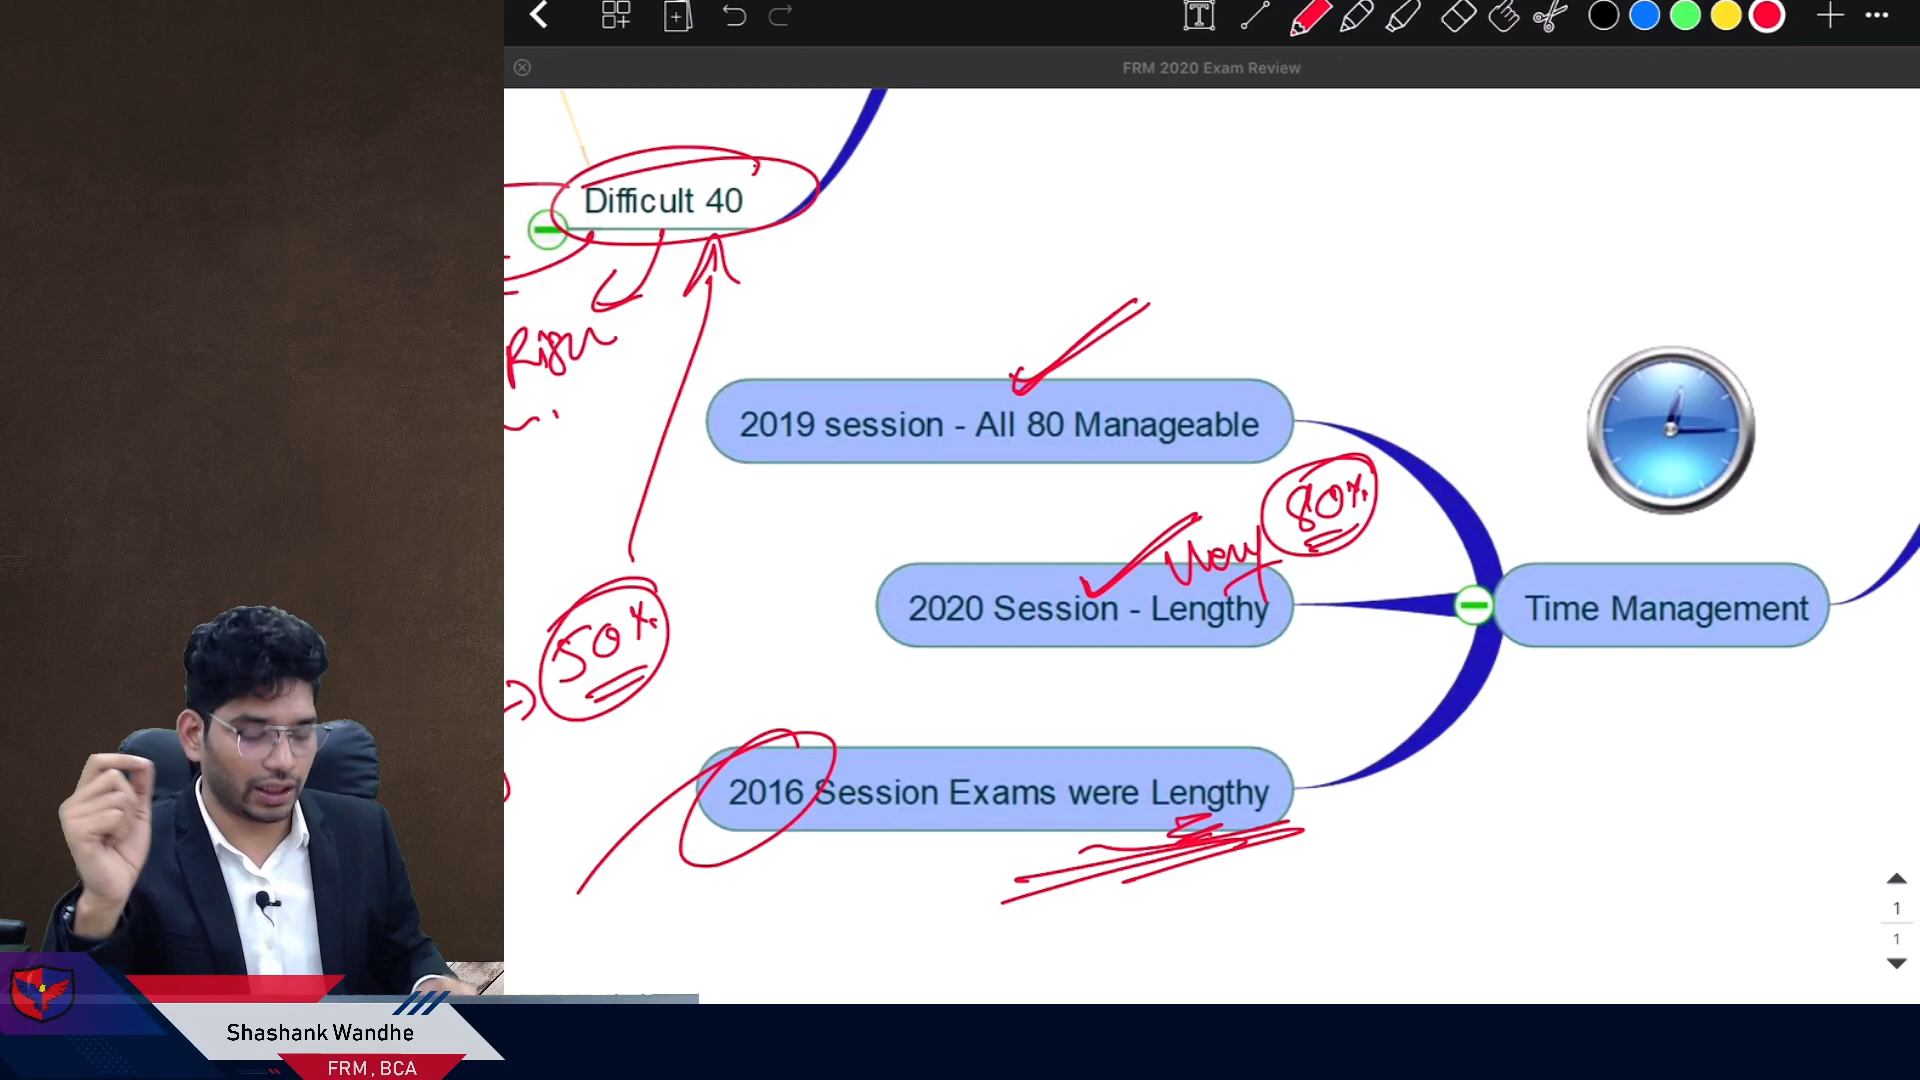 FRM 2020 Exam Review
Difficult 40
Risk
2019 session - All 80 Manageable
80%
Very
2020 Session - Lengthy
Time Management
50%
2016 Session Exams were Lengthy
1
1
Shashank Wandhe
FRM, BCA